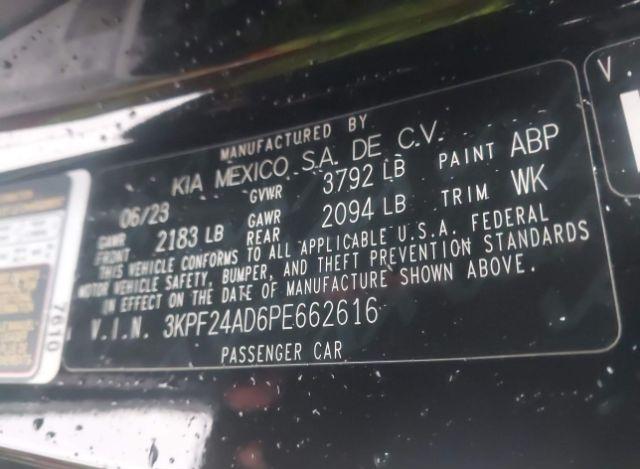 MANUFACTURED BY
KIA MEXICO, S.A. DE C.V.
06/23 GVWR 3792 LB PAINT ABP
GAWR FRONT 2183 LB GAWR REAR 2094 LB TRIM WK
THIS VEHICLE CONFORMS TO ALL APPLICABLE U.S.A. FEDERAL
MOTOR VEHICLE SAFETY, BUMPER, AND THEFT PREVENTION STANDARDS
IN EFFECT ON THE DATE OF MANUFACTURE SHOWN ABOVE.
V.I.N. 3KPF24AD6PE662616
PASSENGER CAR
7610
V.